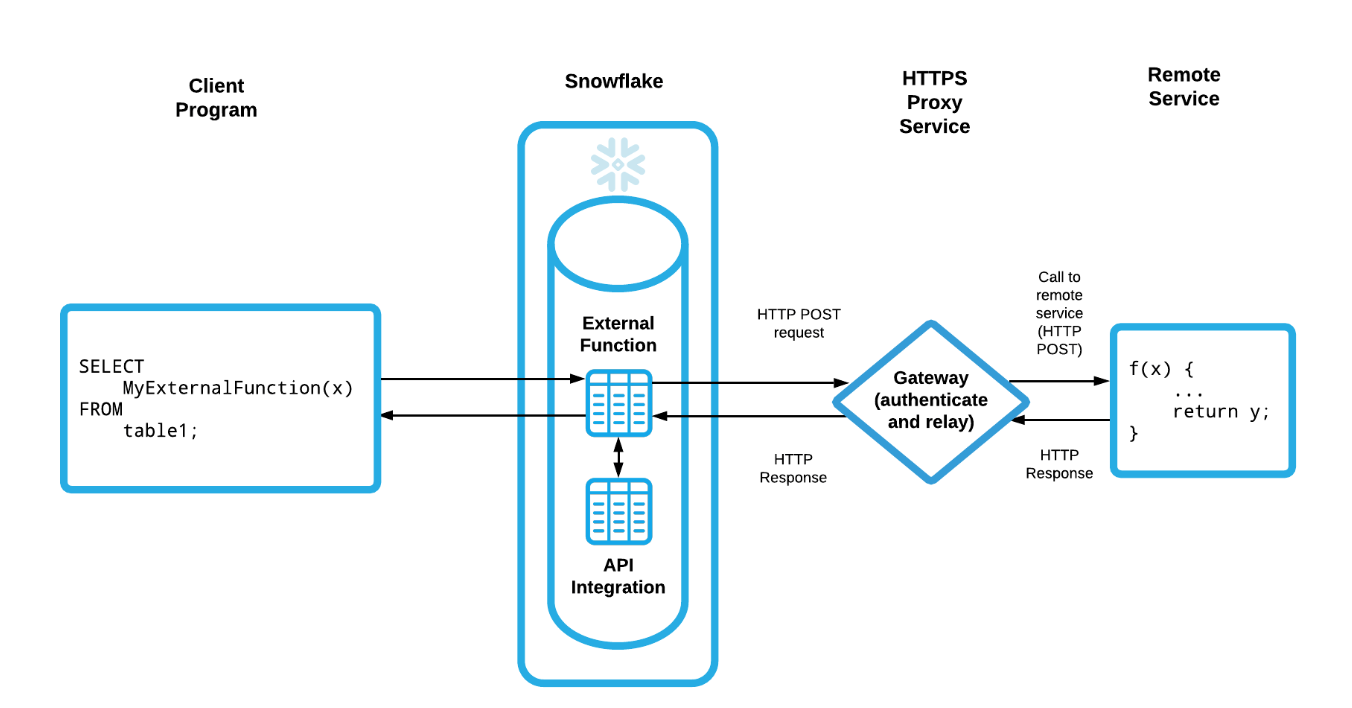 Client
Program
Snowflake
HTTPS
Proxy
Service
Remote
Service
SELECT
    MyExternalFunction(x)
FROM
    table1;
External
Function
API
Integration
HTTP POST
request
HTTP
Response
Gateway
(authenticate
and relay)
Call to
remote
service
(HTTP
POST)
HTTP
Response
f(x) {
    ...
    return y;
}